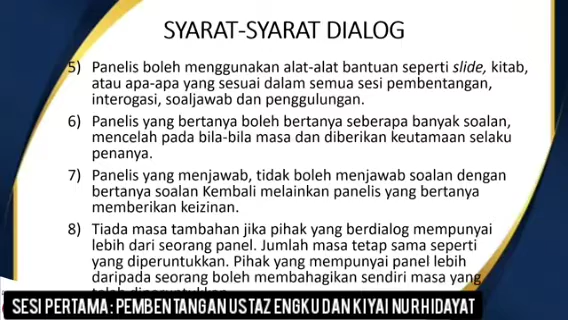 SYARAT-SYARAT DIALOG
5) Panelis boleh menggunakan alat-alat bantuan seperti slide, kitab,
atau apa-apa yang sesuai dalam semua sesi pembentangan,
interogasi, soaljawab dan penggulungan.
6) Panelis yang bertanya boleh bertanya seberapa banyak soalan,
mencelah pada bila-bila masa dan diberikan keutamaan selaku
penanya.
7) Panelis yang menjawab, tidak boleh menjawab soalan dengan
bertanya soalan Kembali melainkan panelis yang bertanya
memberikan keizinan.
8) Tiada masa tambahan jika pihak yang berdialog mempunyai
lebih dari seorang panel. Jumlah masa tetap sama seperti
yang diperuntukkan. Pihak yang mempunyai panel lebih
daripada seorang boleh membahagikan sendiri masa yang
SESI PERTAMA : PEMBENTANGAN USTAZ ENGKU DAN KIYAI NURHIDAYAT